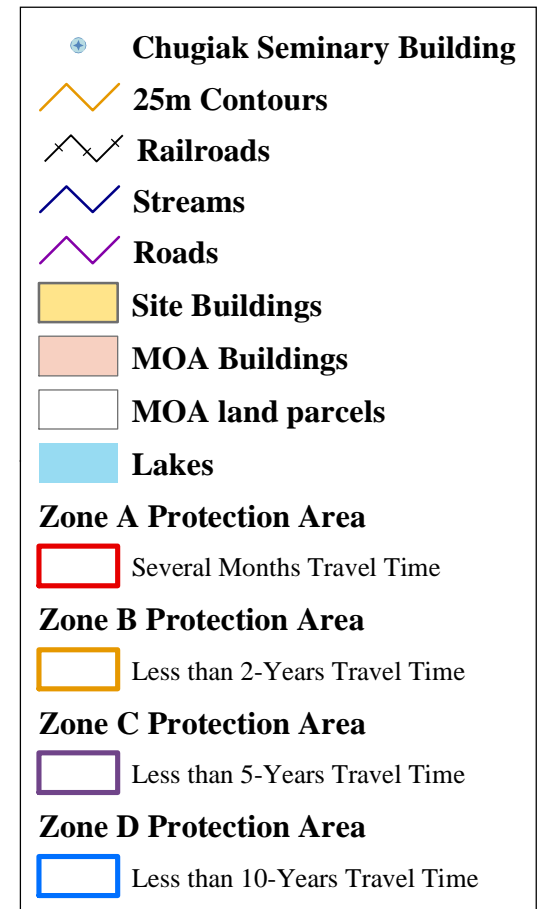 Chugiak Seminary Building
25m Contours
Railroads
Streams
Roads
Site Buildings
MOA Buildings
MOA land parcels
Lakes
Zone A Protection Area
Several Months Travel Time
Zone B Protection Area
Less than 2-Years Travel Time
Zone C Protection Area
Less than 5-Years Travel Time
Zone D Protection Area
Less than 10-Years Travel Time